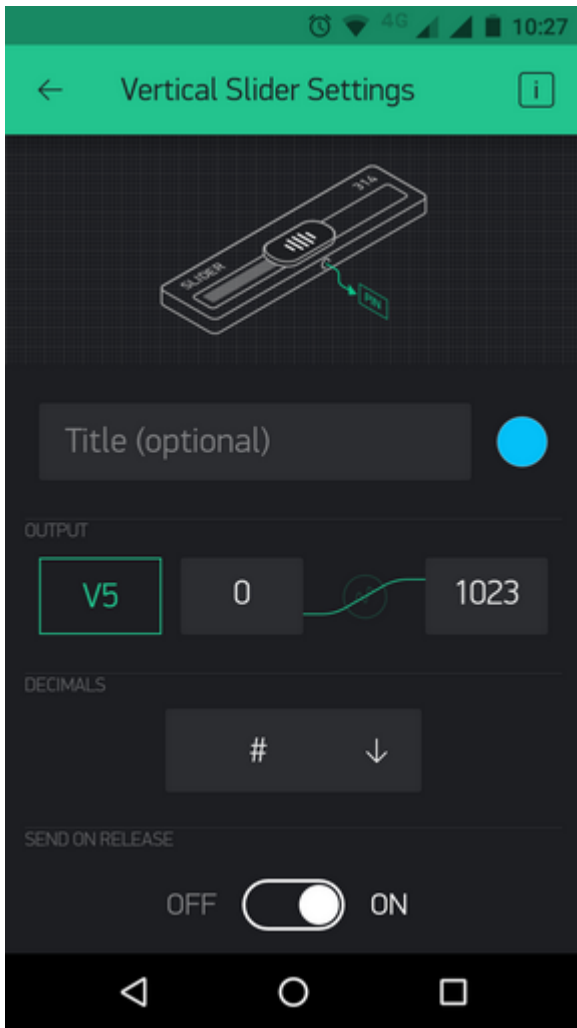 4G 10:27
Vertical Slider Settings i
314
SLIDER
PIN
Title (optional)
OUTPUT
V5 0 1023
DECIMALS
#
SEND ON RELEASE
OFF ON